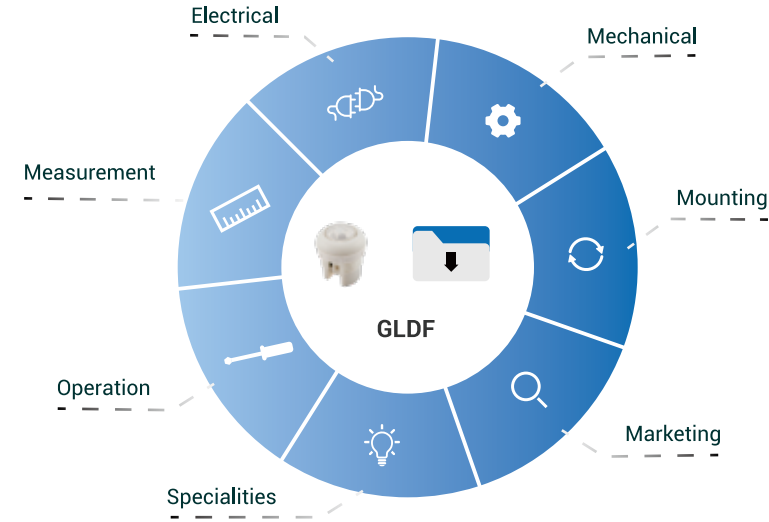 Electrical
Mechanical
Measurement
Mounting
GLDF
Operation
Marketing
Specialities